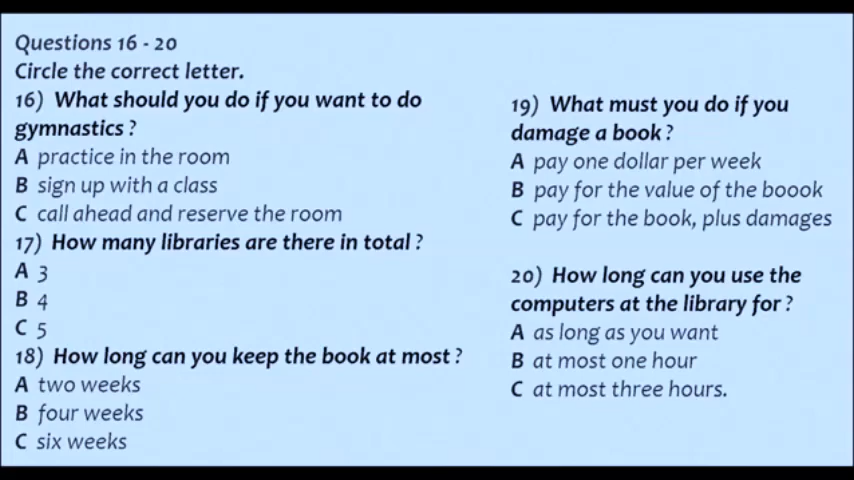 Questions 16 - 20
Circle the correct letter.
16) What should you do if you want to do
gymnastics ?
A practice in the room
B sign up with a class
C call ahead and reserve the room
17) How many libraries are there in total ?
A 3
B 4
C 5
18) How long can you keep the book at most ?
A two weeks
B four weeks
C six weeks
19) What must you do if you
damage a book ?
A pay one dollar per week
B pay for the value of the boook
C pay for the book, plus damages
20) How long can you use the
computers at the library for ?
A as long as you want
B at most one hour
C at most three hours.